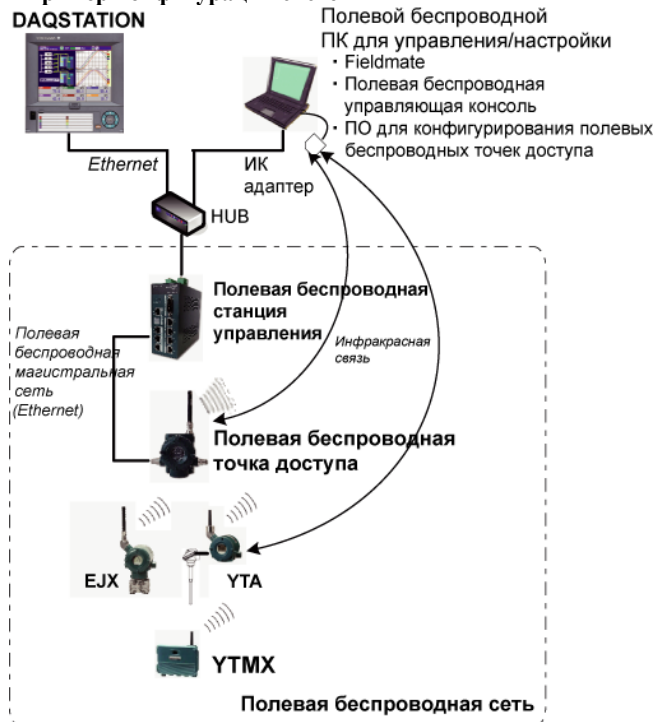 DAQSTATION
Полевой беспроводной
ПК для управления/настройки
· Fieldmate
· Полевая беспроводная
управляющая консоль
· ПО для конфигурирования полевых
беспроводных точек доступа
Ethernet
ИК
адаптер
HUB
Полевая беспроводная
станция
управления
Полевая
беспроводная
магистральная
сеть
(Ethernet)
Инфракрасная
связь
Полевая беспроводная
точка доступа
EJX
YTA
YTMX
Полевая беспроводная сеть